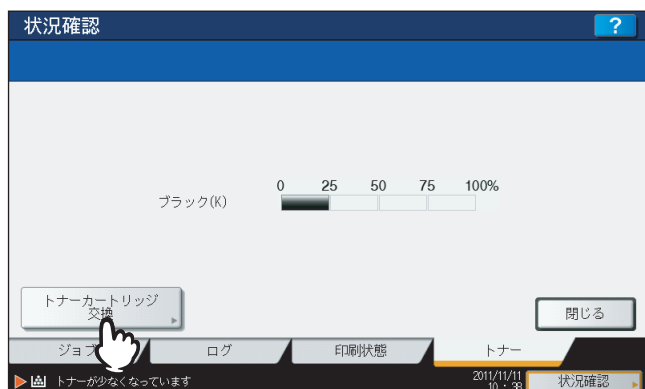 状況確認
?
0 25 50 75 100%
ブラック(K)
トナーカートリッジ
交換
閉じる
ジョブ
ログ
印刷状態
トナー
トナーが少なくなっています
2011/11/11
10:38
状況確認